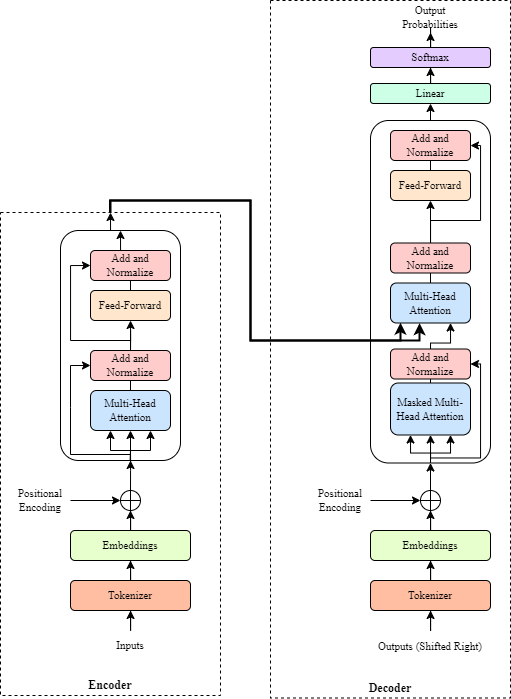 Output
Probabilities
Softmax
Linear
Add and
Normalize
Feed-Forward
Add and
Normalize
Multi-Head
Attention
Add and
Normalize
Masked Multi-
Head Attention
Positional
Encoding
Embeddings
Tokenizer
Outputs (Shifted Right)
Decoder
Add and
Normalize
Feed-Forward
Add and
Normalize
Multi-Head
Attention
Positional
Encoding
Embeddings
Tokenizer
Inputs
Encoder